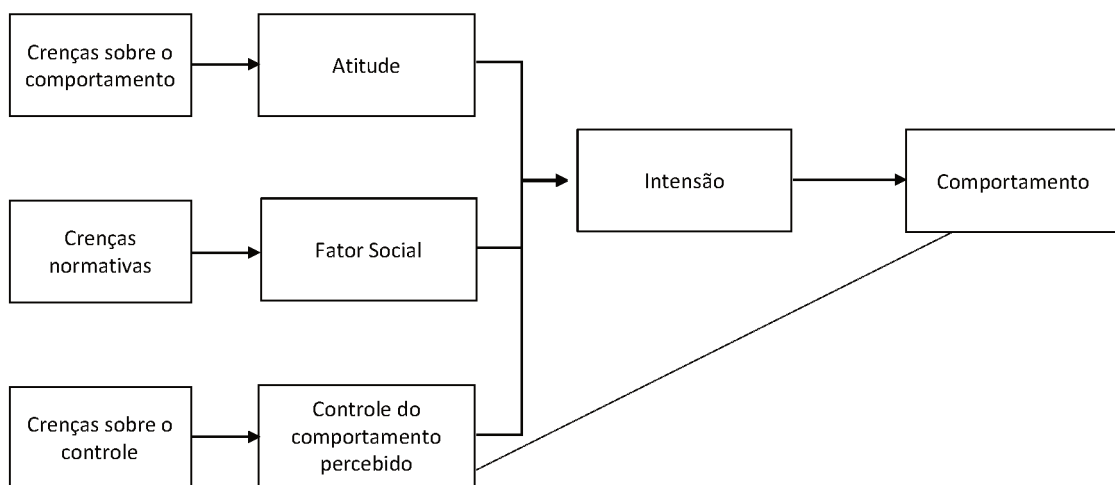 Crenças sobre o
comportamento
Atitude
Intensão
Comportamento
Crenças
normativas
Fator Social
Crenças sobre o
controle
Controle do
comportamento
percebido